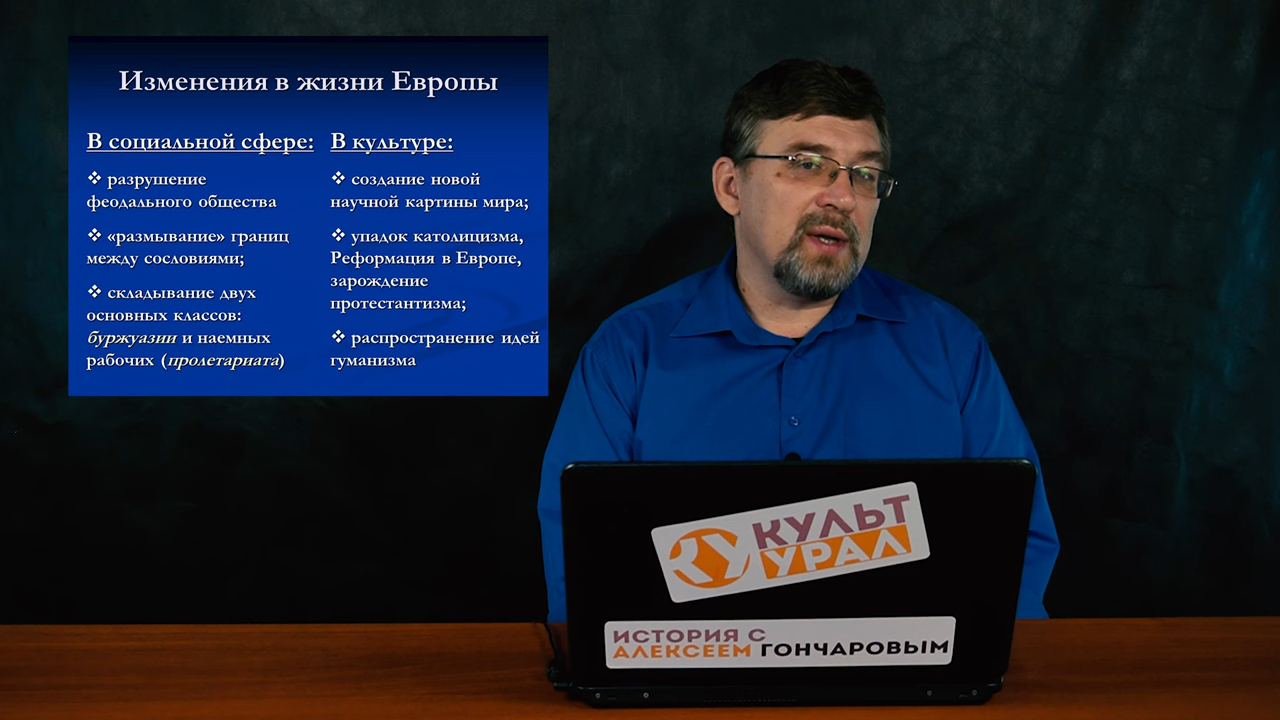 Изменения в жизни Европы
В социальной сфере:
❖ разрушение
феодального общества
❖ «размывание» границ
между сословиями;
❖ складывание двух
основных классов:
буржуазии и наемных
рабочих (пролетариата)
В культуре:
❖ создание новой
научной картины мира;
❖ упадок католицизма,
Реформация в Европе,
зарождение
протестантизма;
❖ распространение идей
гуманизма
КУ
КУЛЬТ
УРАЛ
ИСТОРИЯ С
АЛЕКСЕЕМ ГОНЧАРОВЫМ